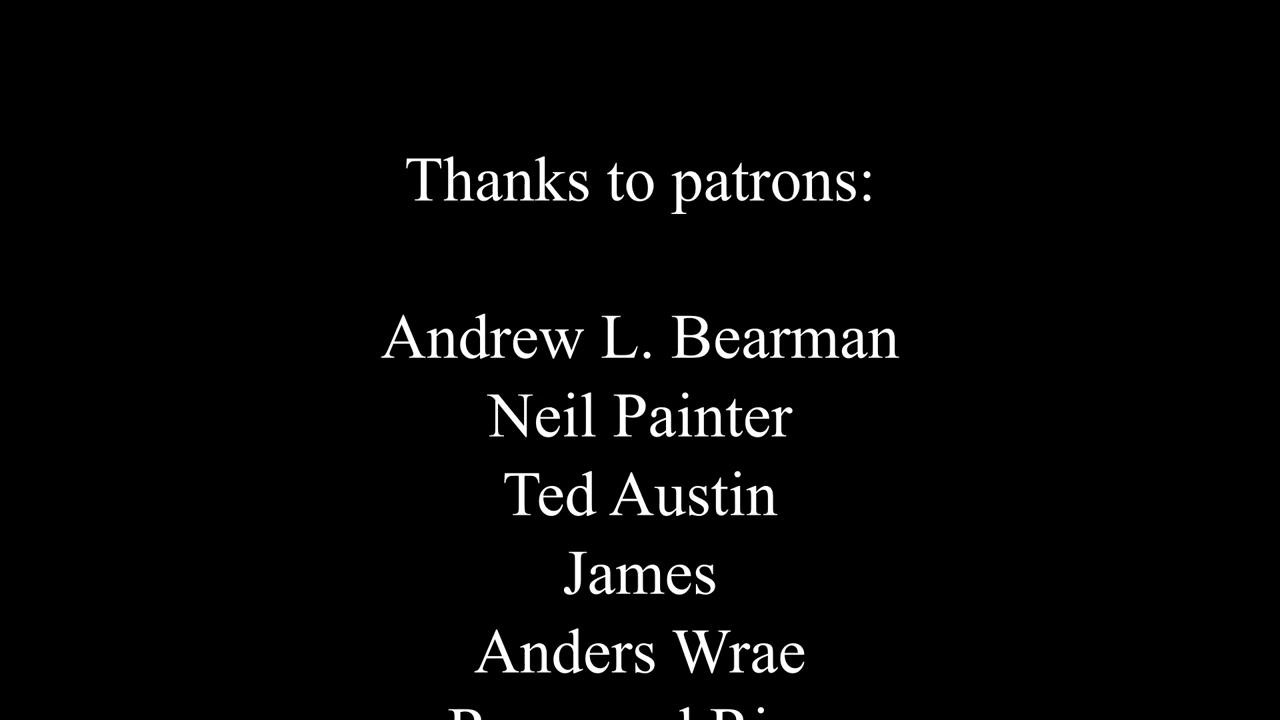 Thanks to patrons:
Andrew L. Bearman
Neil Painter
Ted Austin
James
Anders Wrae